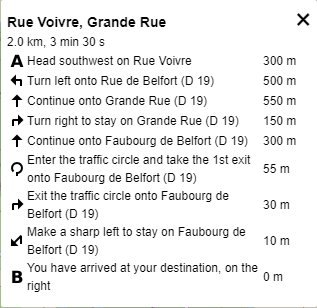 Rue Voivre, Grande Rue
2.0 km, 3 min 30 s
A Head southwest on Rue Voivre 300 m
Turn left onto Rue de Belfort (D 19) 500 m
Continue onto Grande Rue (D 19) 550 m
Turn right to stay on Grande Rue (D 19) 150 m
Continue onto Faubourg de Belfort (D 19) 300 m
Enter the traffic circle and take the 1st exit
onto Faubourg de Belfort (D 19) 55 m
Exit the traffic circle onto Faubourg de
Belfort (D 19) 30 m
Make a sharp left to stay on Faubourg de
Belfort (D 19) 10 m
B You have arrived at your destination, on the
right 0 m